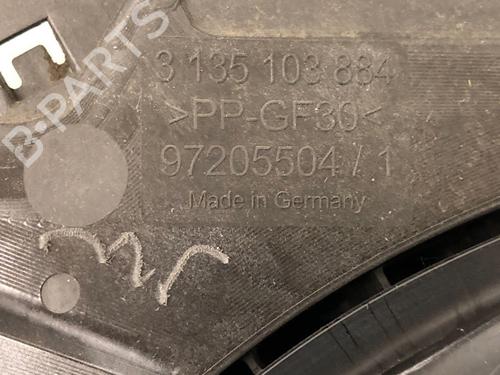 3 135 103 884
>PP-GF30<
97205504 / 1
Made in Germany
B-PARTS